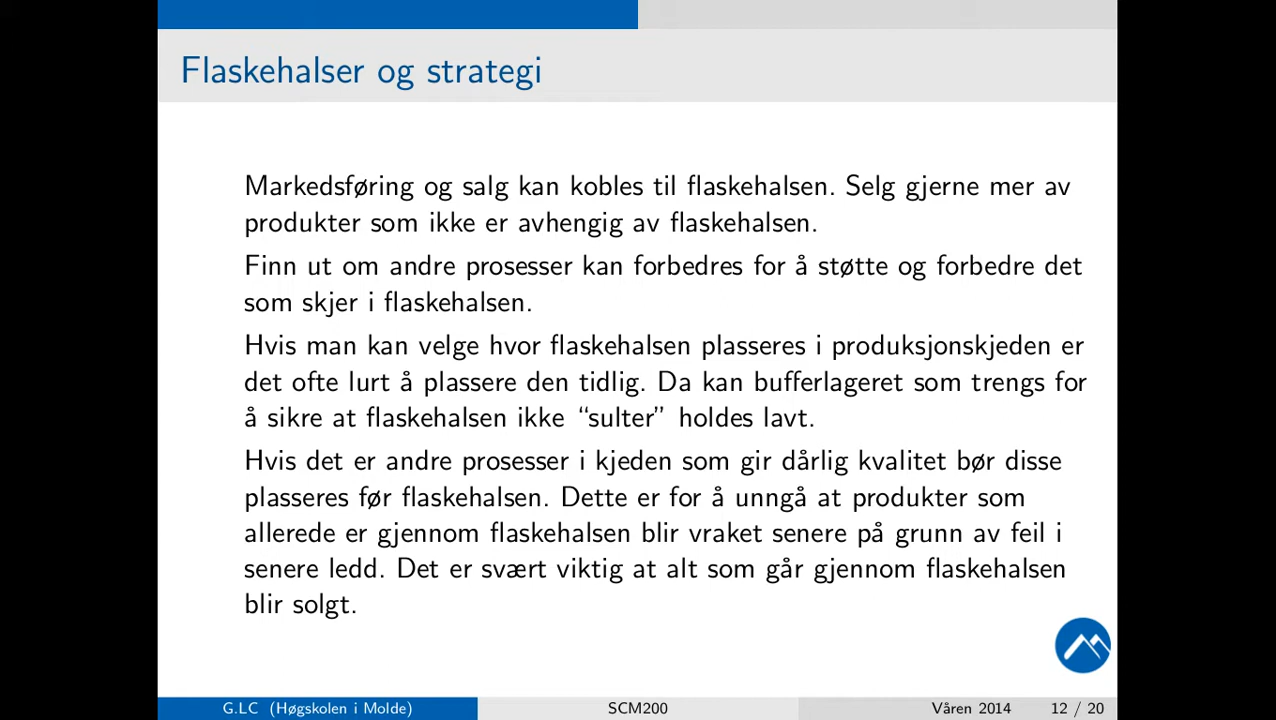 Flaskehalser og strategi
Markedsføring og salg kan kobles til flaskehalsen. Selg gjerne mer av
produkter som ikke er avhengig av flaskehalsen.
Finn ut om andre prosesser kan forbedres for å støtte og forbedre det
som skjer i flaskehalsen.
Hvis man kan velge hvor flaskehalsen plasseres i produksjonskjeden er
det ofte lurt å plassere den tidlig. Da kan bufferlageret som trengs for
å sikre at flaskehalsen ikke “sulter” holdes lavt.
Hvis det er andre prosesser i kjeden som gir dårlig kvalitet bør disse
plasseres før flaskehalsen. Dette er for å unngå at produkter som
allerede er gjennom flaskehalsen blir vraket senere på grunn av feil i
senere ledd. Det er svært viktig at alt som går gjennom flaskehalsen
blir solgt.
G.LC (Høgskolen i Molde) SCM200 Våren 2014 12 / 20